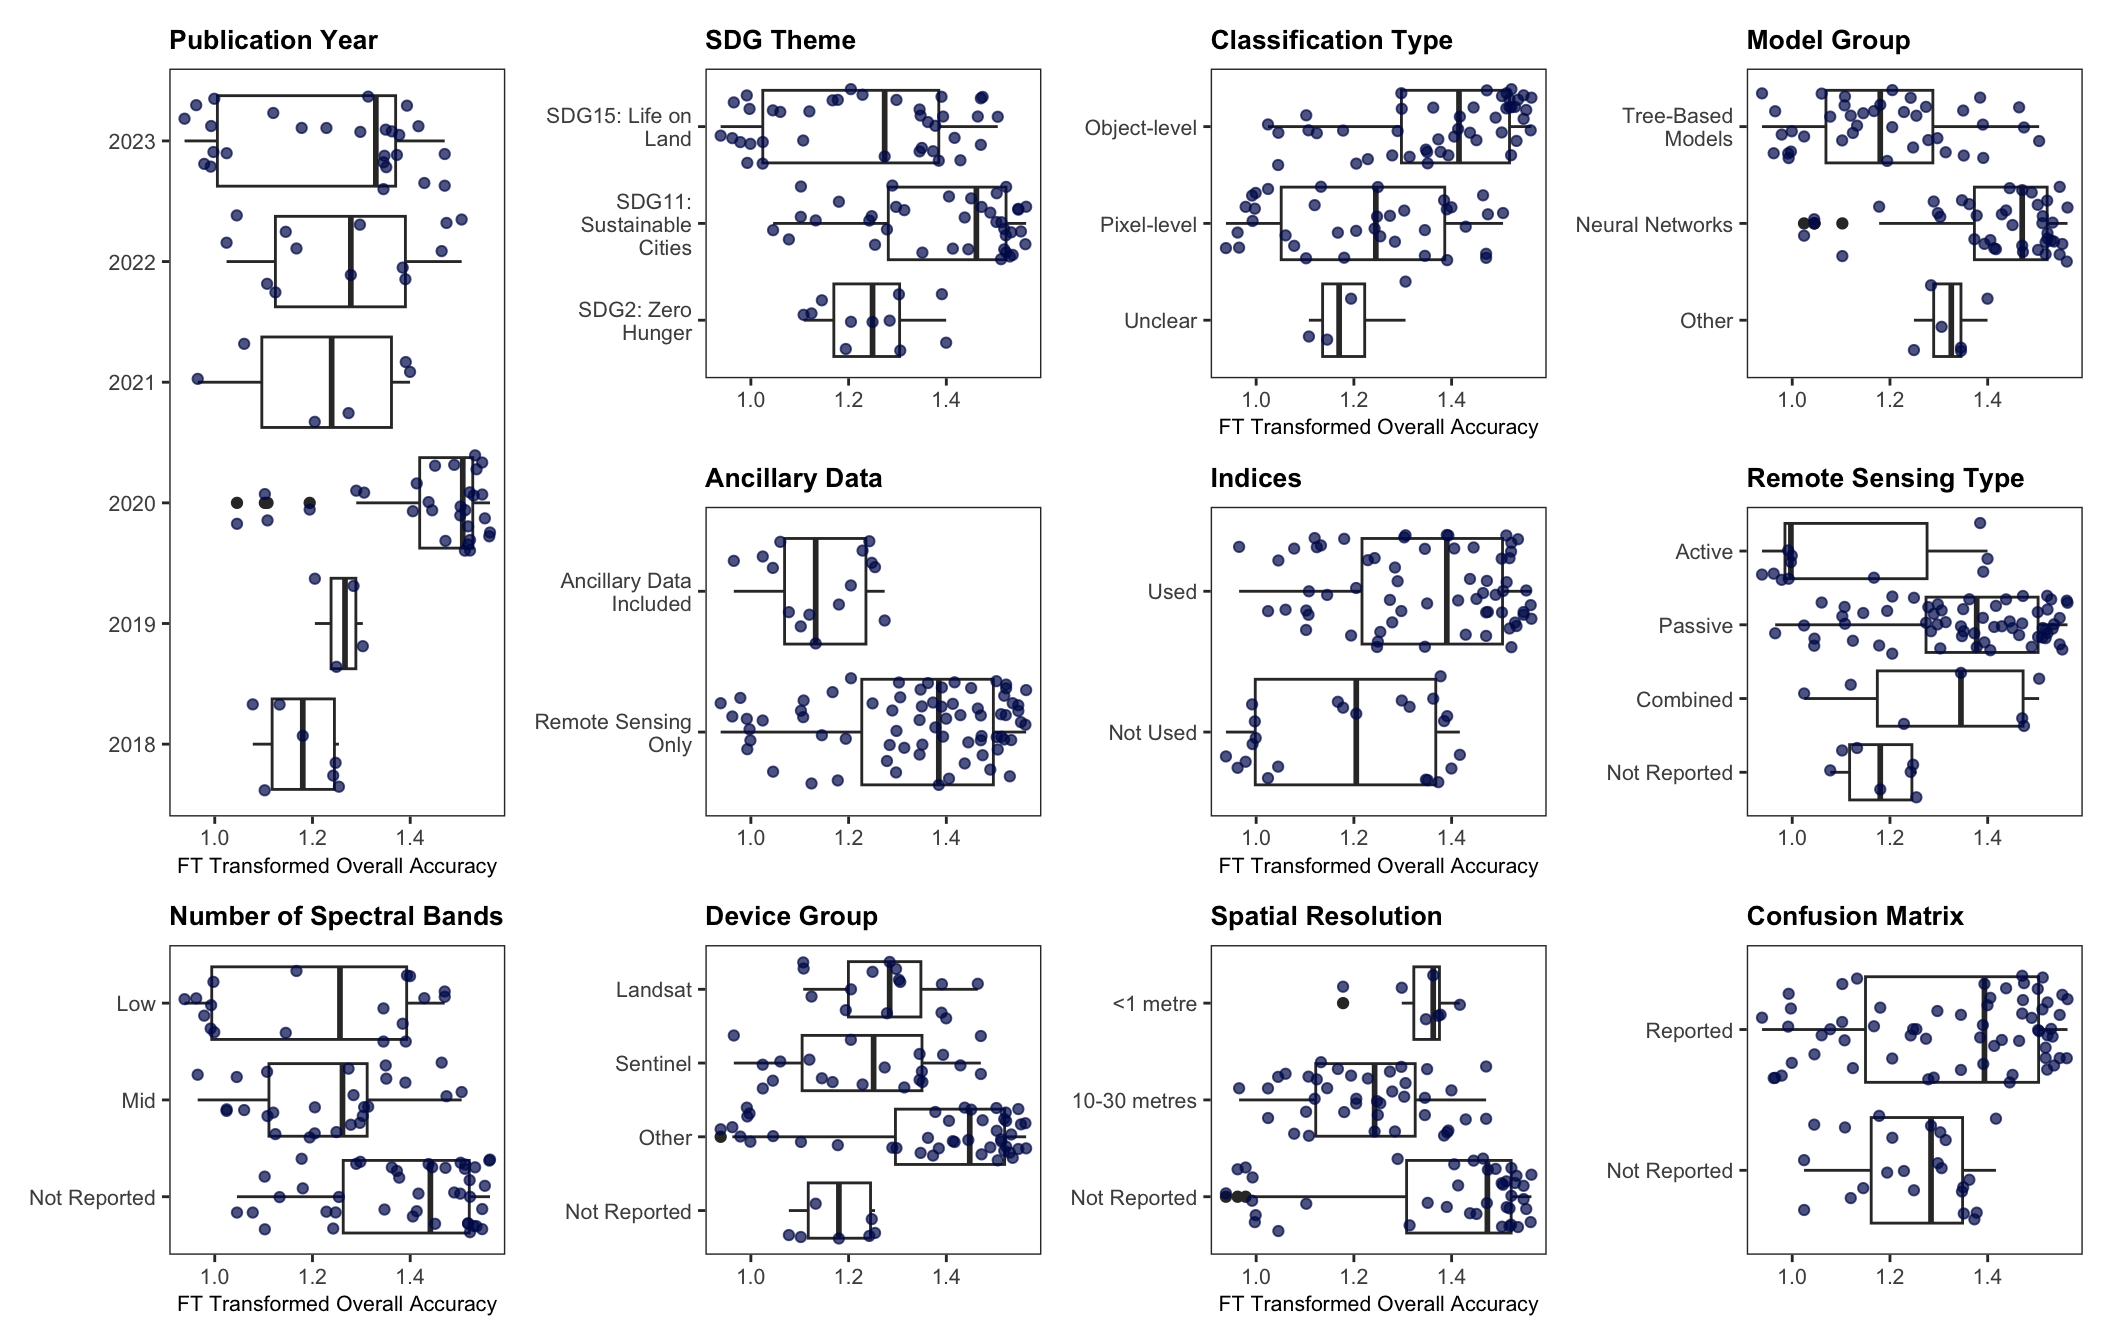 Publication Year
2023
2022
2021
2020
2019
2018
1.0 1.2 1.4
FT Transformed Overall Accuracy
SDG Theme
SDG15: Life on
Land
SDG11:
Sustainable
Cities
SDG2: Zero
Hunger
1.0 1.2 1.4
Classification Type
Object-level
Pixel-level
Unclear
1.0 1.2 1.4
FT Transformed Overall Accuracy
Model Group
Tree-Based
Models
Neural Networks
Other
1.0 1.2 1.4
Ancillary Data
Ancillary Data
Included
Remote Sensing
Only
1.0 1.2 1.4
Indices
Used
Not Used
1.0 1.2 1.4
FT Transformed Overall Accuracy
Remote Sensing Type
Active
Passive
Combined
Not Reported
1.0 1.2 1.4
Number of Spectral Bands
Low
Mid
Not Reported
1.0 1.2 1.4
FT Transformed Overall Accuracy
Device Group
Landsat
Sentinel
Other
Not Reported
1.0 1.2 1.4
Spatial Resolution
<1 metre
10-30 metres
Not Reported
1.0 1.2 1.4
FT Transformed Overall Accuracy
Confusion Matrix
Reported
Not Reported
1.0 1.2 1.4